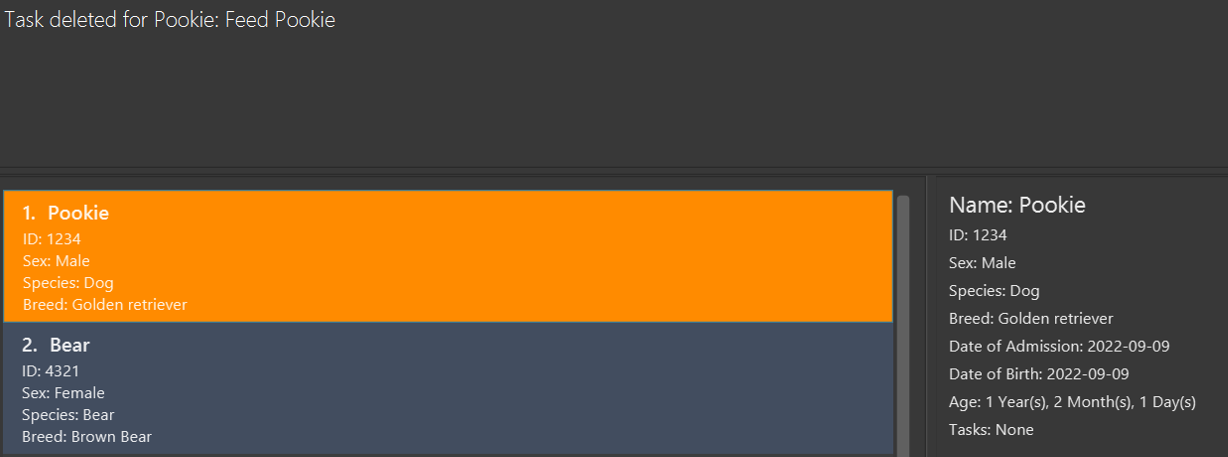 Task deleted for Pookie: Feed Pookie
1. Pookie
ID: 1234
Sex: Male
Species: Dog
Breed: Golden retriever
2. Bear
ID: 4321
Sex: Female
Species: Bear
Breed: Brown Bear
Name: Pookie
ID: 1234
Sex: Male
Species: Dog
Breed: Golden retriever
Date of Admission: 2022-09-09
Date of Birth: 2022-09-09
Age: 1 Year(s), 2 Month(s), 1 Day(s)
Tasks: None